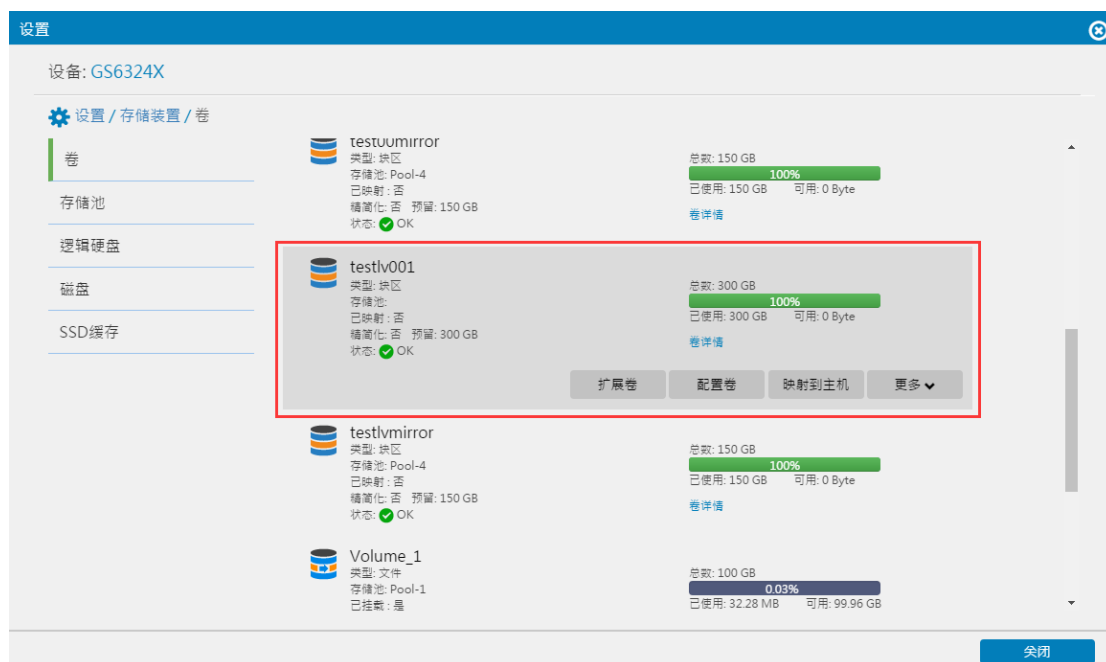 设置
设备: GS6324X
设置 / 存储装置 / 卷
卷
存储池
逻辑硬盘
磁盘
SSD缓存
test00mirror
类型: 块区
存储池: Pool-4
已映射 : 否
精简化: 否 预留: 150 GB
状态: OK
总数: 150 GB
100%
已使用: 150 GB 可用: 0 Byte
卷详情
testlv001
类型: 块区
存储池:
已映射 : 否
精简化: 否 预留: 300 GB
状态: OK
总数: 300 GB
100%
已使用: 300 GB 可用: 0 Byte
卷详情
扩展卷 配置卷 映射到主机 更多
testlvmirror
类型: 块区
存储池: Pool-4
已映射 : 否
精简化: 否 预留: 150 GB
状态: OK
总数: 150 GB
100%
已使用: 150 GB 可用: 0 Byte
卷详情
Volume_1
类型: 文件
存储池: Pool-1
已挂载 : 是
总数: 100 GB
0.03%
已使用: 32.28 MB 可用: 99.96 GB
关闭